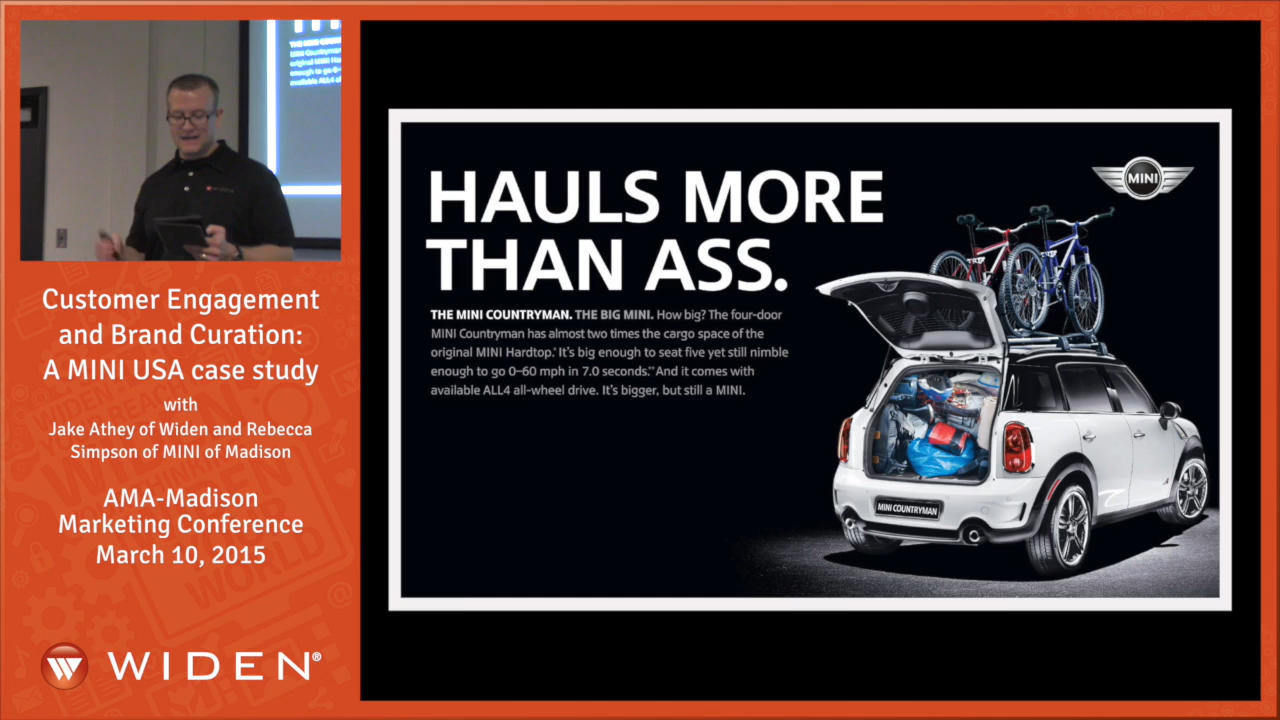 Customer Engagement
and Brand Curation:
A MINI USA case study
with
Jake Athey of Widen and Rebecca
Simpson of MINI of Madison
AMA-Madison
Marketing Conference
March 10, 2015
WIDEN®
HAULS MORE
THAN ASS.
MINI
THE MINI COUNTRYMAN. THE BIG MINI. How big? The four-door
MINI Countryman has almost two times the cargo space of the
original MINI Hardtop.* It's big enough to seat five yet still nimble
enough to go 0–60 mph in 7.0 seconds.** And it comes with
available ALL4 all-wheel drive. It's bigger, but still a MINI.
MINI COUNTRYMAN